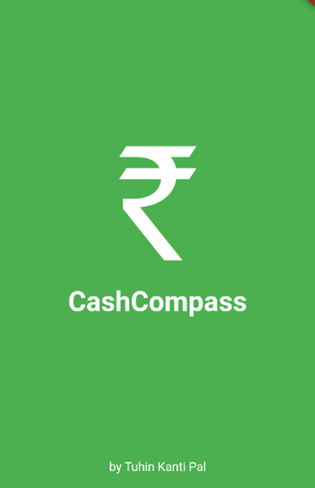 ₹
CashCompass
by Tuhin Kanti Pal